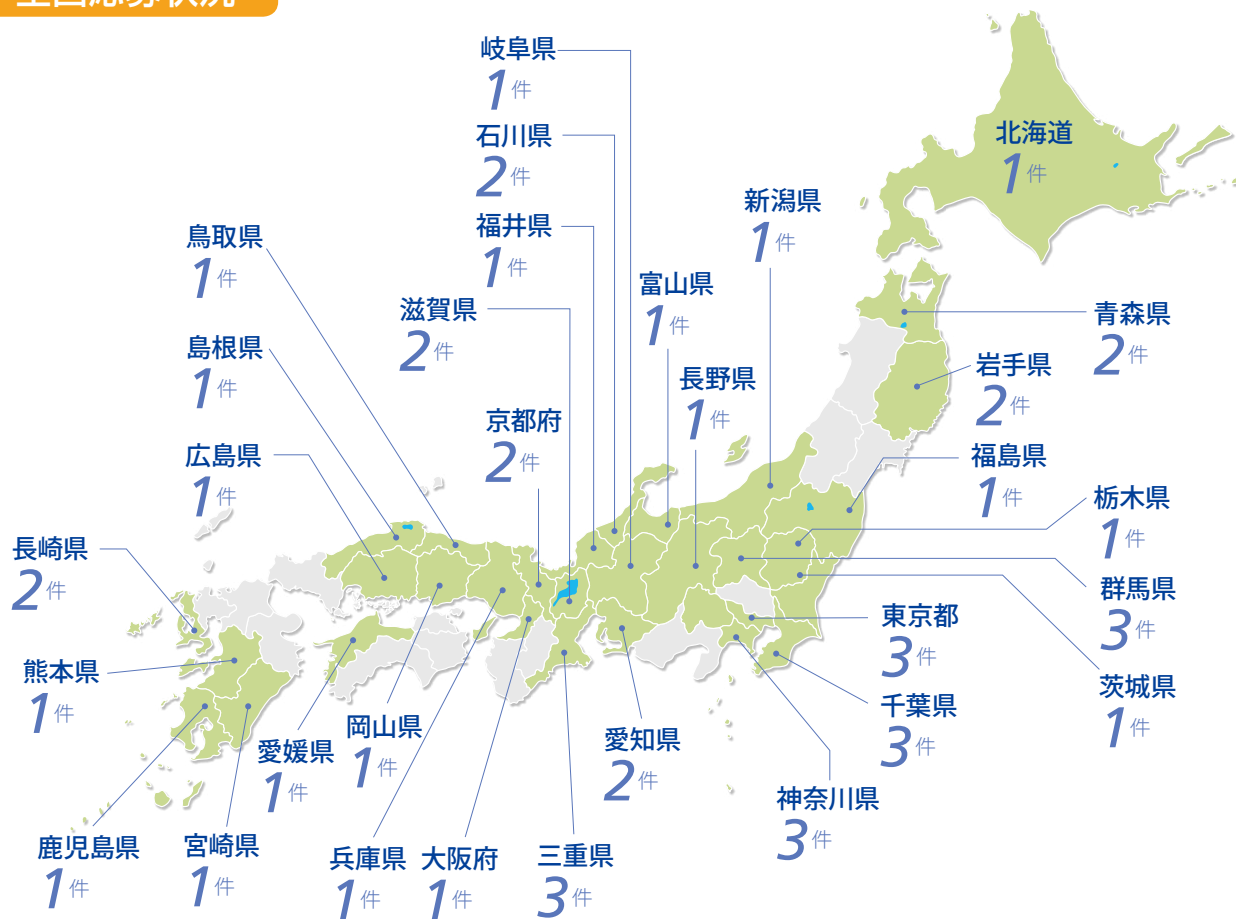 全国応募状況
岐阜県
1件
石川県
2件
北海道
1件
新潟県
1件
福井県
1件
鳥取県
1件
富山県
1件
滋賀県
2件
青森県
2件
島根県
1件
岩手県
2件
長野県
1件
京都府
2件
広島県
1件
福島県
1件
栃木県
1件
長崎県
2件
群馬県
3件
東京都
3件
熊本県
1件
茨城県
1件
千葉県
3件
岡山県
1件
愛媛県
1件
愛知県
2件
神奈川県
3件
鹿児島県
1件
宮崎県
1件
兵庫県
1件
大阪府
1件
三重県
3件